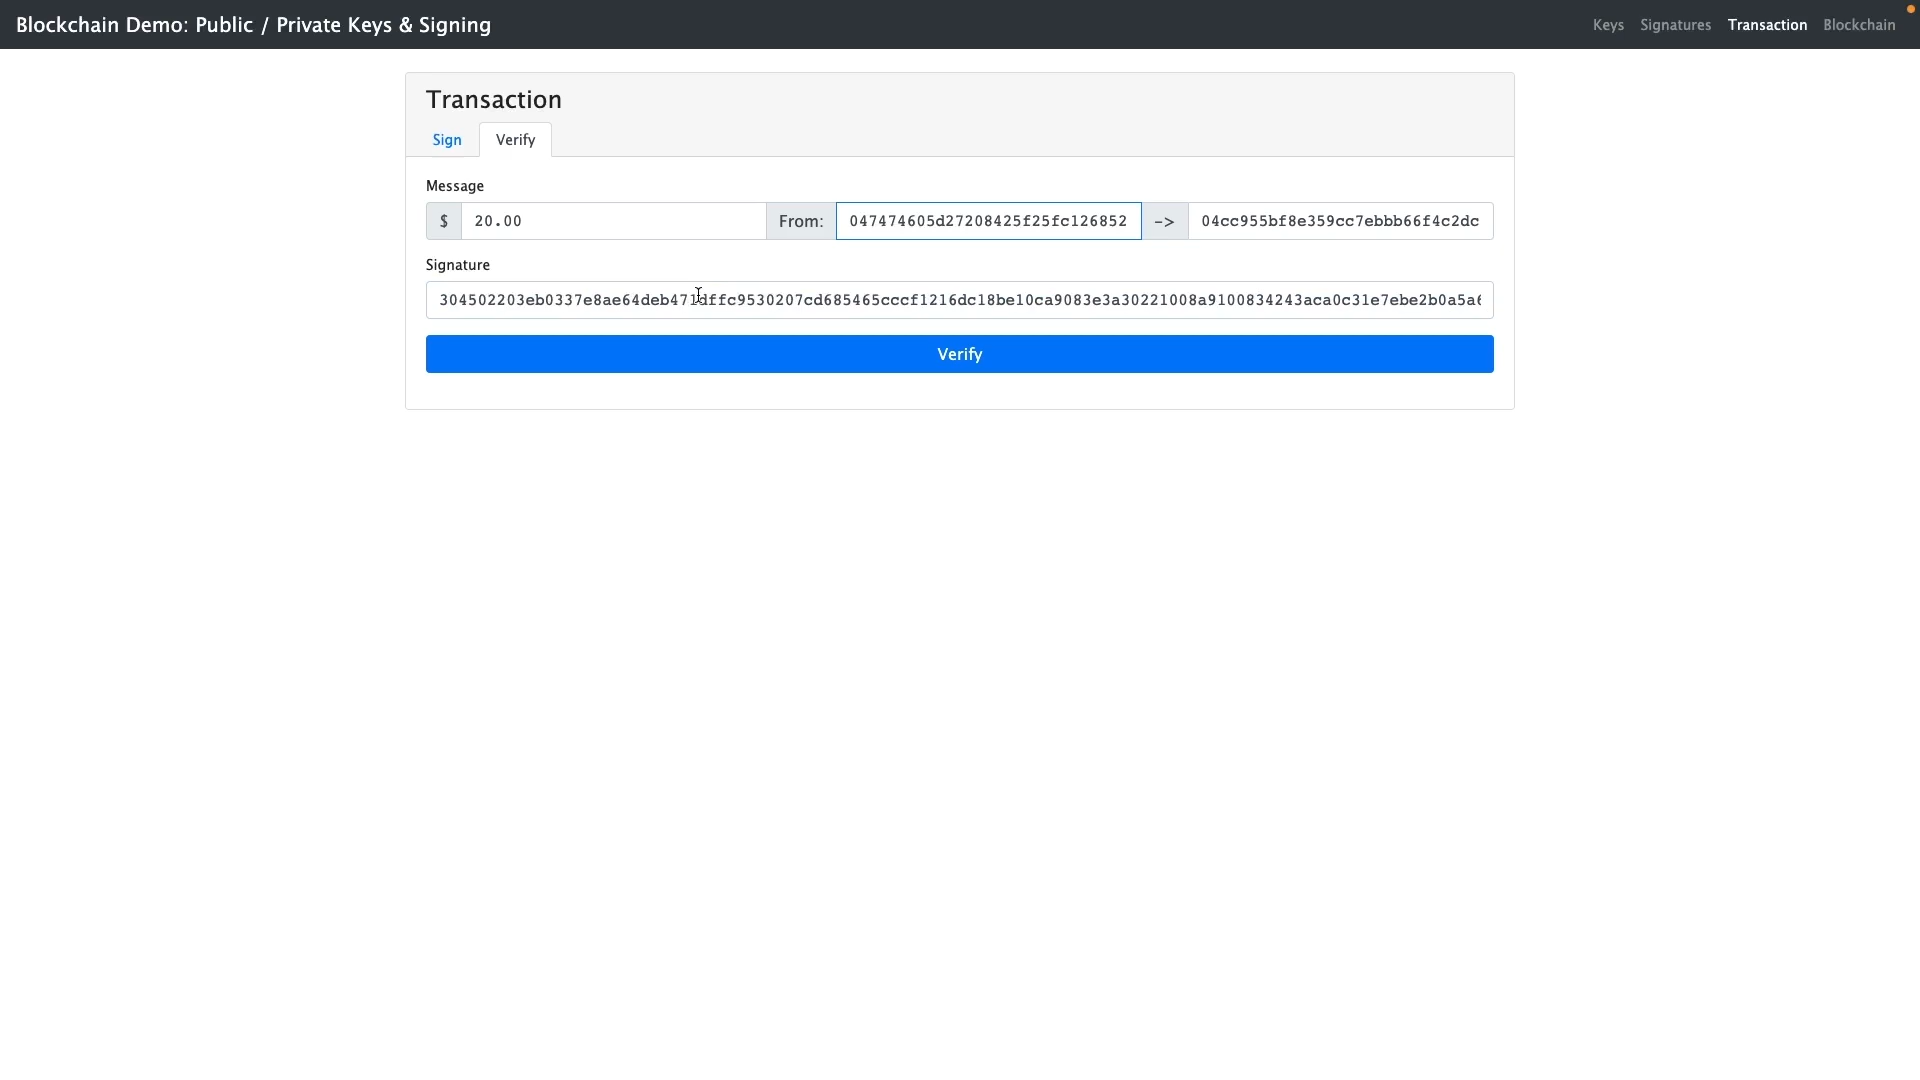 Blockchain Demo: Public / Private Keys & Signing
Keys Signatures Transaction Blockchain
Transaction
Sign Verify
Message
$ 20.00 From: 047474605d27208425f25fc126852 -> 04cc955bf8e359cc7ebbb66f4c2dc
Signature
304502203eb0337e8ae64deb471dffc9530207cd685465cccf1216dc18be10ca9083e3a30221008a9100834243aca0c31e7ebe2b0a5a6
Verify